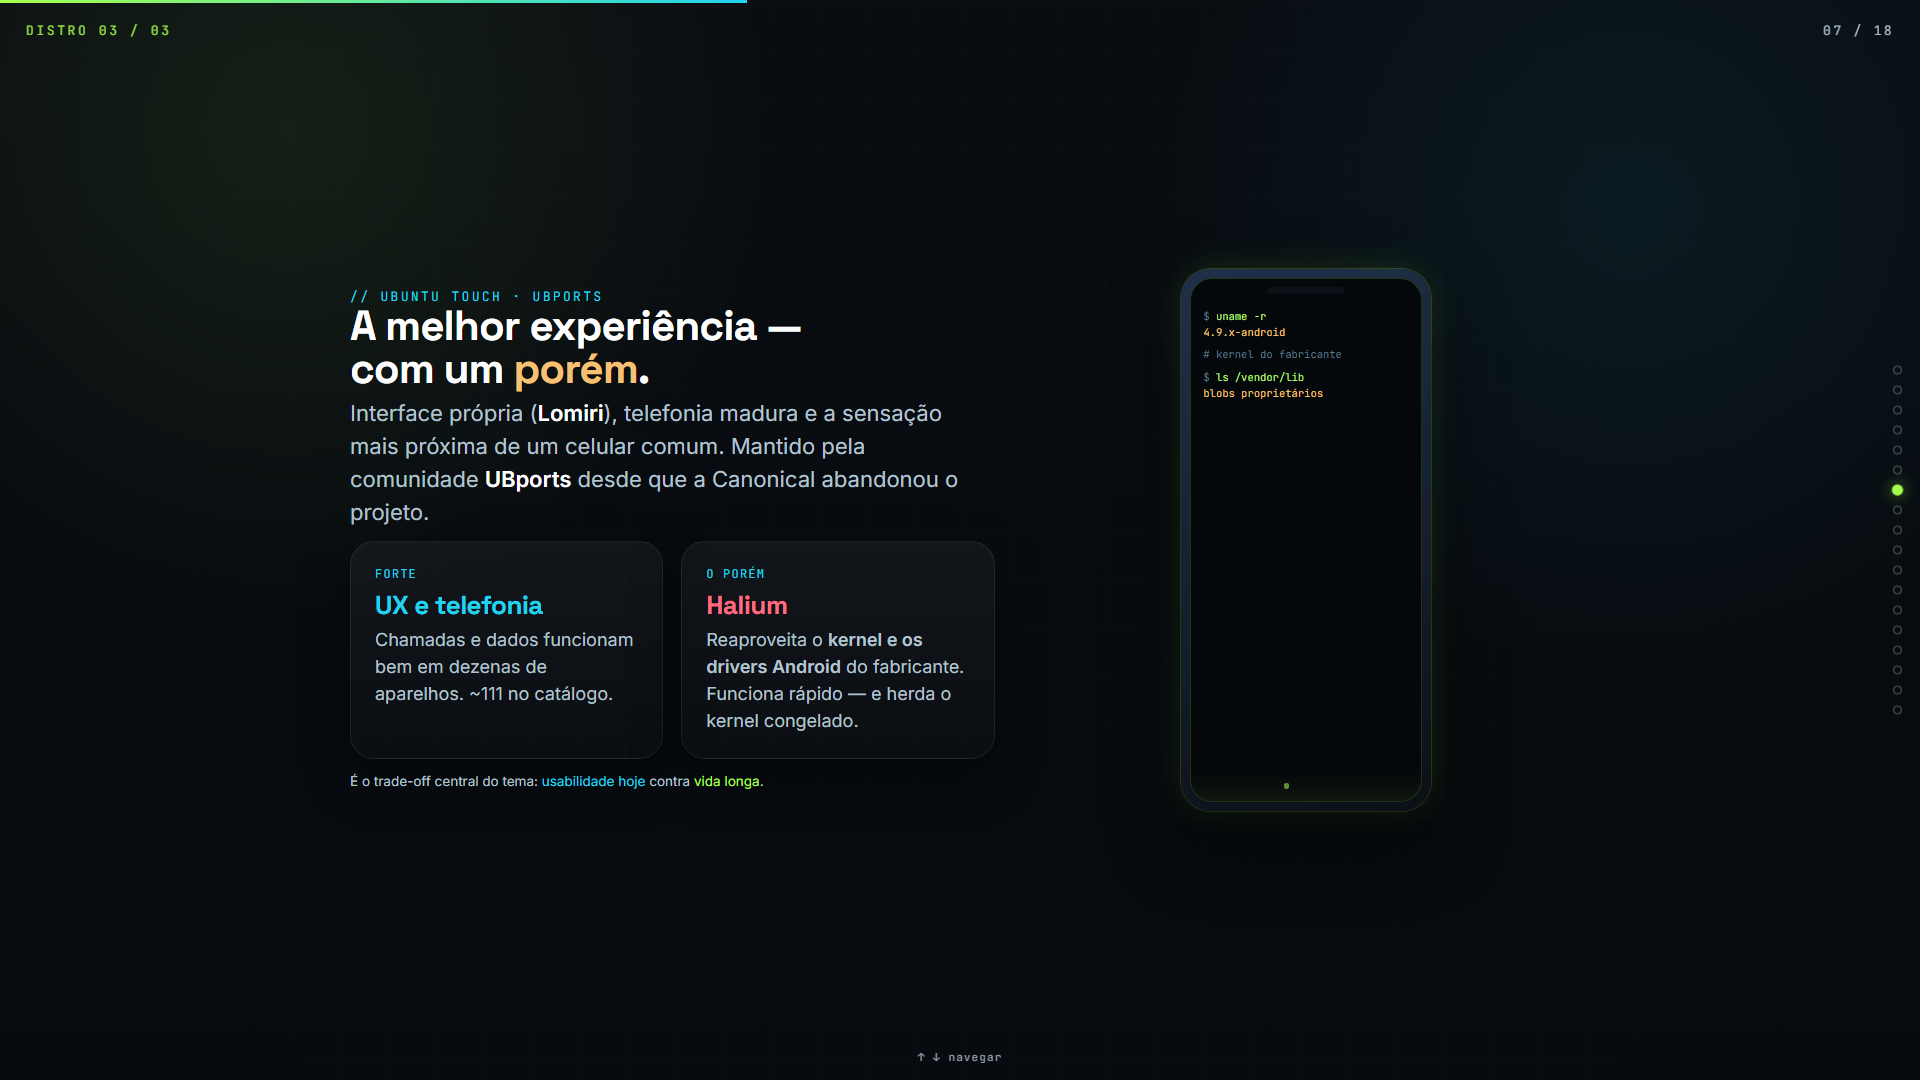 DISTRO 03 / 03
07 / 18
// UBUNTU TOUCH · UBPORTS
A melhor experiência —
com um porém.
Interface própria (Lomiri), telefonia madura e a sensação
mais próxima de um celular comum. Mantido pela
comunidade UBports desde que a Canonical abandonou o
projeto.
FORTE
UX e telefonia
Chamadas e dados funcionam
bem em dezenas de
aparelhos. ~111 no catálogo.
O PORÉM
Halium
Reaproveita o kernel e os
drivers Android do fabricante.
Funciona rápido — e herda o
kernel congelado.
É o trade-off central do tema: usabilidade hoje contra vida longa.
$ uname -r
4.9.x-android
# kernel do fabricante
$ ls /vendor/lib
blobs proprietários
↑ ↓ navegar